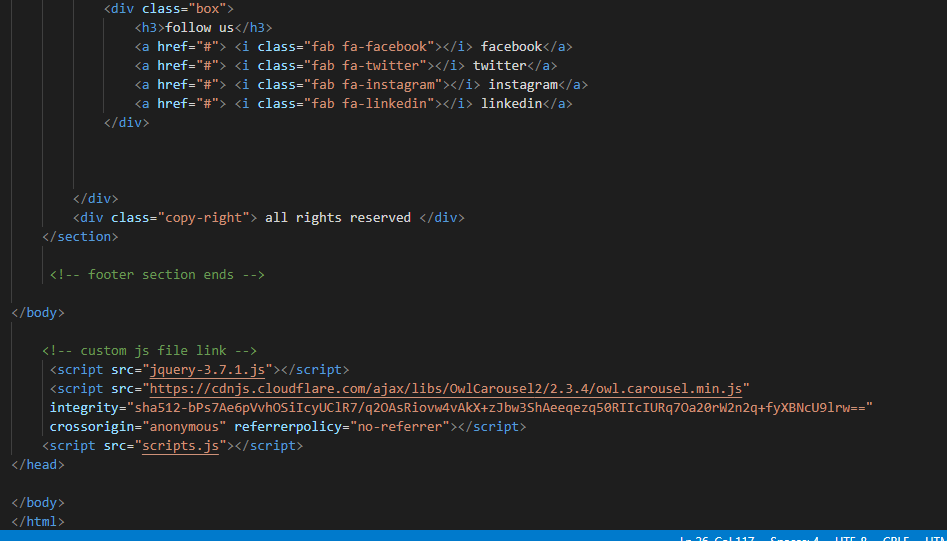 <div class="box">
<h3>follow us</h3>
<a href="#"> <i class="fab fa-facebook"></i> facebook</a>
<a href="#"> <i class="fab fa-twitter"></i> twitter</a>
<a href="#"> <i class="fab fa-instagram"></i> instagram</a>
<a href="#"> <i class="fab fa-linkedin"></i> linkedin</a>
</div>
</div>
<div class="copy-right"> all rights reserved </div>
</section>
<!-- footer section ends -->
</body>
<!-- custom js file link -->
<script src="jquery-3.7.1.js"></script>
<script src="https://cdnjs.cloudflare.com/ajax/libs/OwlCarousel2/2.3.4/owl.carousel.min.js"
integrity="sha512-bPs7Ae6pVvhOSiIcyUClR7/q2OAsRiovw4vAkX+zJbw3ShAeeqezq50RIIcIURq7Oa20rW2n2q+fyXBNcU9lrw=="
crossorigin="anonymous" referrerpolicy="no-referrer"></script>
<script src="scripts.js"></script>
</head>
</body>
</html>